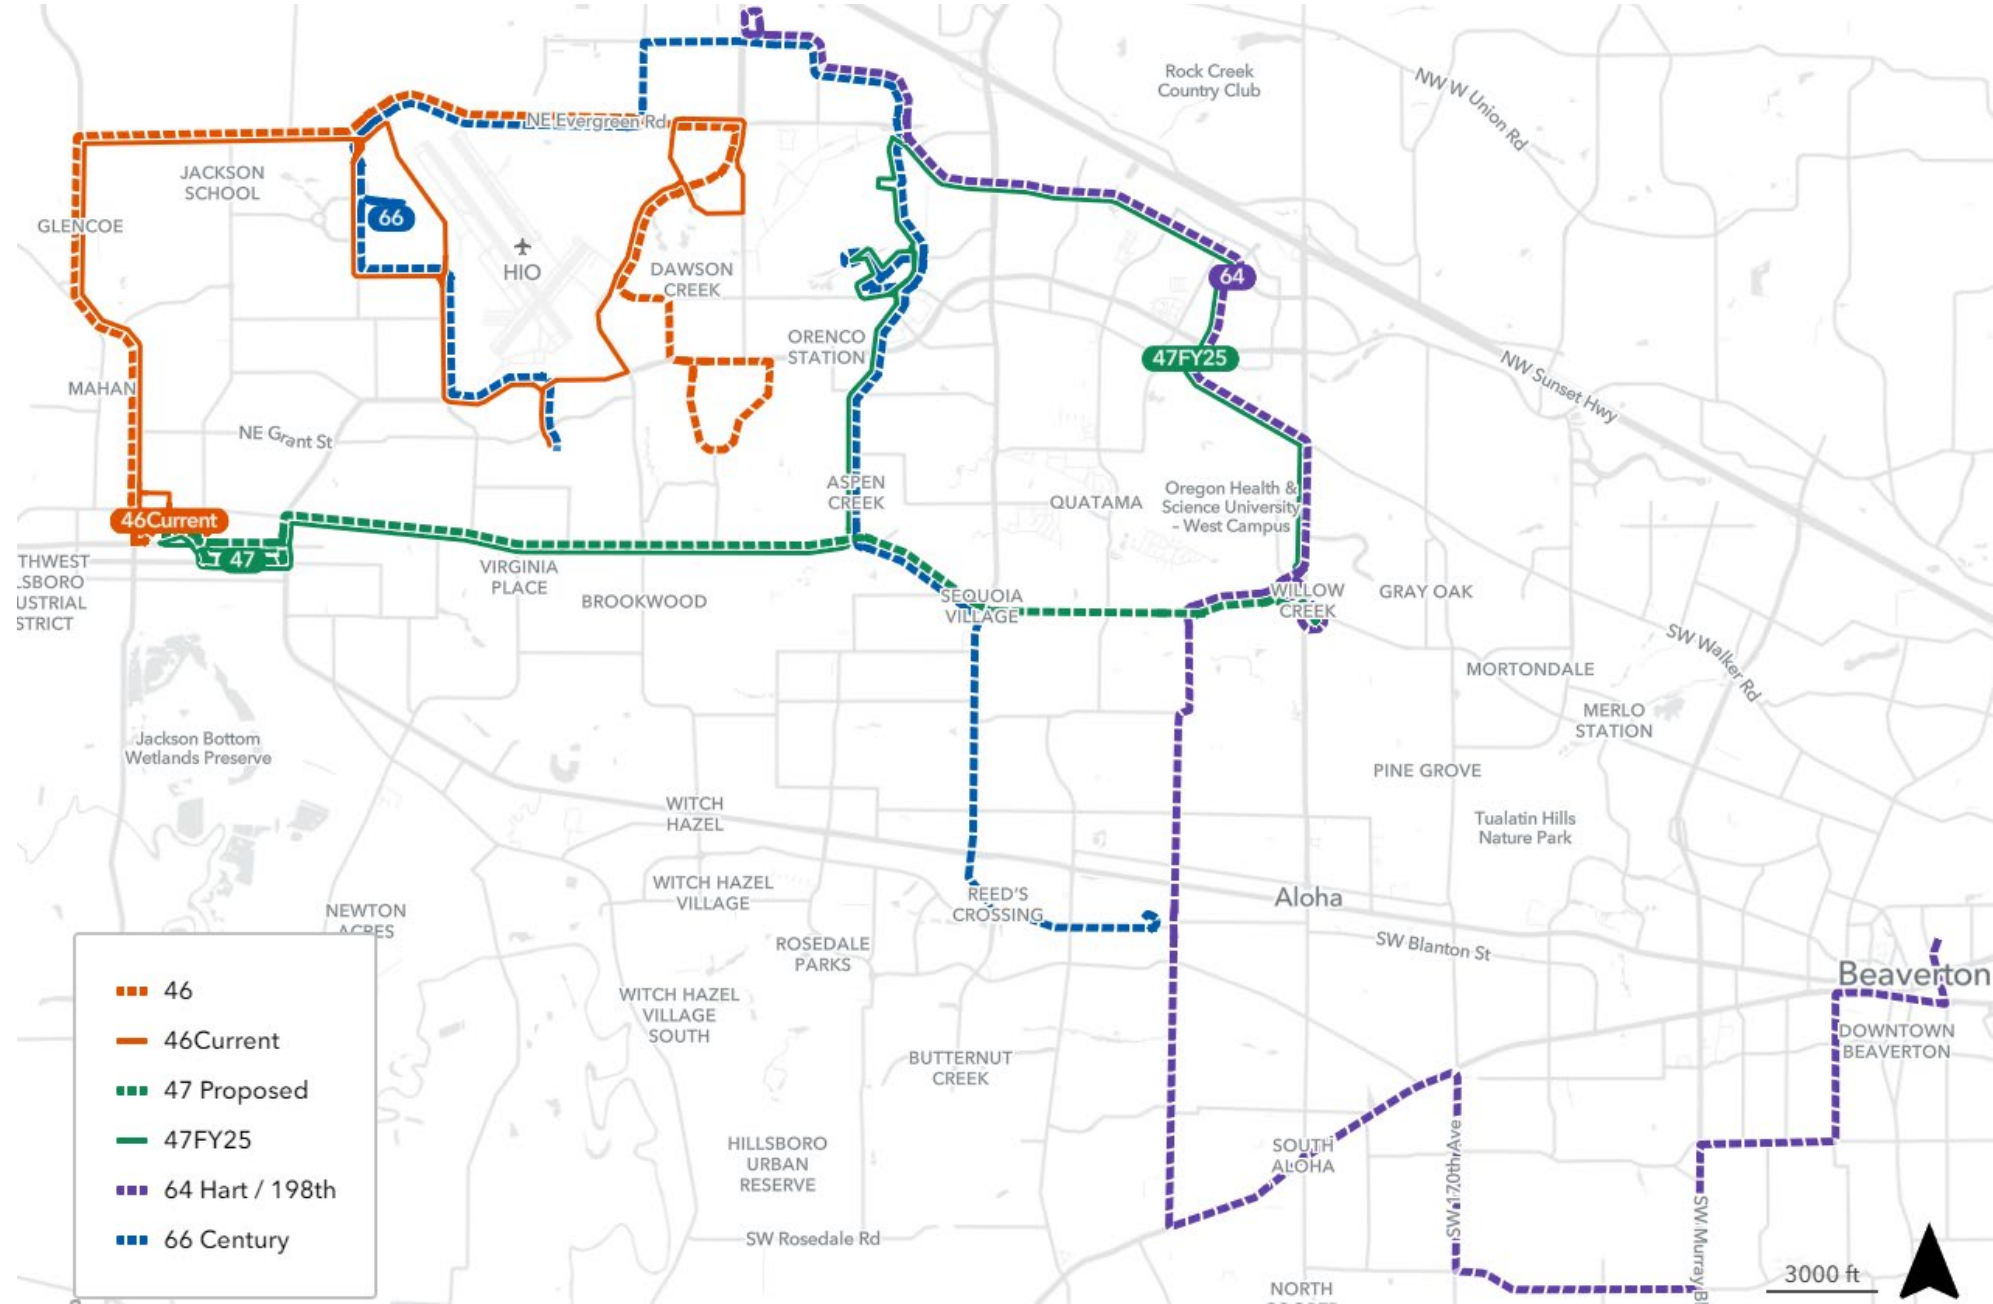 Rock Creek
Country Club
NW W Union Rd
NE Evergreen Rd
JACKSON
SCHOOL
GLENCOE
66
HIO
DAWSON
CREEK
64
ORENCO
STATION
47FY25
NW Sunset Hwy
MAHAN
NE Grant St
ASPEN
CREEK
QUATAMA
Oregon Health &
Science University
- West Campus
46Current
47
THWEST
LSBORO
USTRIAL
STRICT
VIRGINIA
PLACE
BROOKWOOD
SEQUOIA
VILLAGE
WILLOW
CREEK
GRAY OAK
SW Walker Rd
MORTONDALE
MERLO
STATION
Jackson Bottom
Wetlands Preserve
PINE GROVE
WITCH
HAZEL
Tualatin Hills
Nature Park
WITCH HAZEL
VILLAGE
REED'S
CROSSING
Aloha
NEWTON
ACRES
ROSEDALE
PARKS
SW Blanton St
Beaverton
WITCH HAZEL
VILLAGE
SOUTH
DOWNTOWN
BEAVERTON
BUTTERNUT
CREEK
HILLSBORO
URBAN
RESERVE
SOUTH
ALOHA
SW 170th Ave
SW Murray Bl
SW Rosedale Rd
NORTH
3000 ft
46
46Current
47 Proposed
47FY25
64 Hart / 198th
66 Century